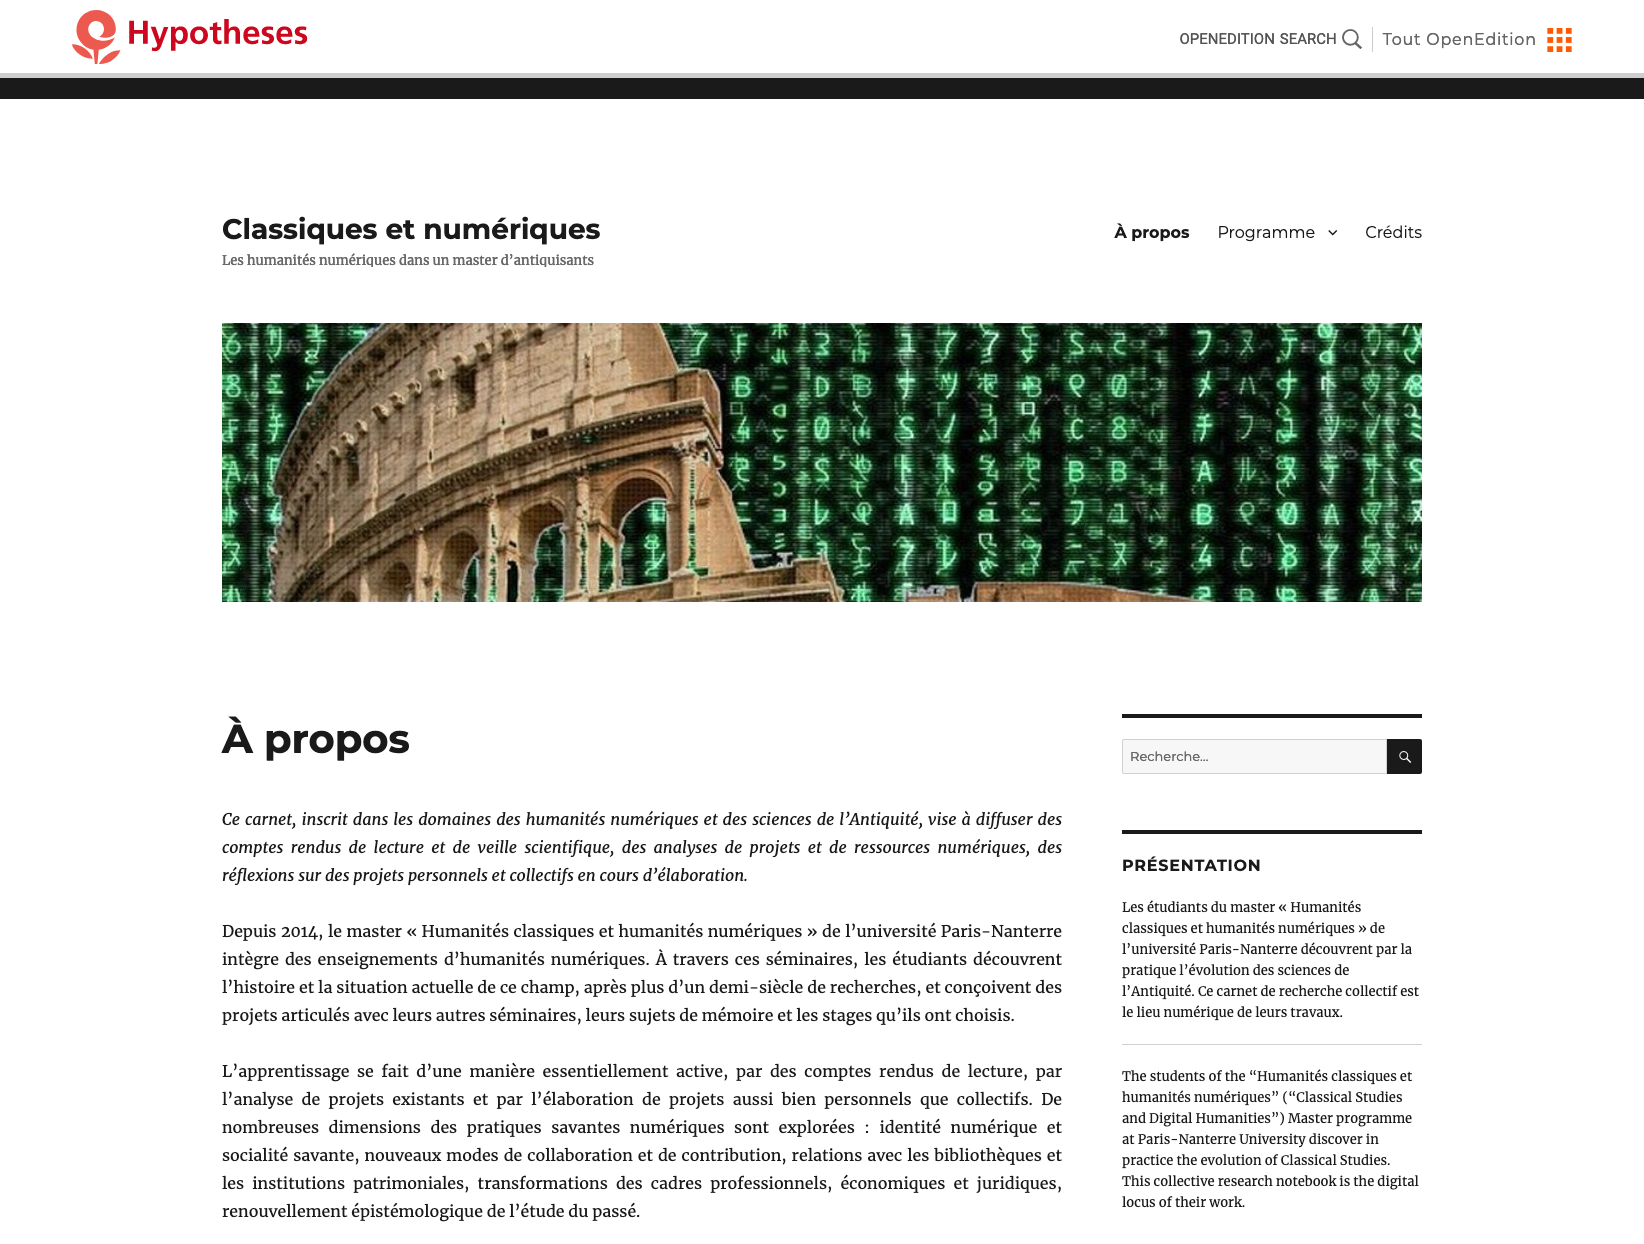 Hypotheses
OPENEDITION SEARCH
Tout OpenEdition
Classiques et numériques
Les humanités numériques dans un master d’antiquisants
À propos
Programme
Crédits
À propos
Ce carnet, inscrit dans les domaines des humanités numériques et des sciences de l’Antiquité, vise à diffuser des
comptes rendus de lecture et de veille scientifique, des analyses de projets et de ressources numériques, des
réflexions sur des projets personnels et collectifs en cours d’élaboration.
Depuis 2014, le master « Humanités classiques et humanités numériques » de l’université Paris-Nanterre
intègre des enseignements d’humanités numériques. À travers ces séminaires, les étudiants découvrent
l’histoire et la situation actuelle de ce champ, après plus d’un demi-siècle de recherches, et conçoivent des
projets articulés avec leurs autres séminaires, leurs sujets de mémoire et les stages qu’ils ont choisis.
L’apprentissage se fait d’une manière essentiellement active, par des comptes rendus de lecture, par
l’analyse de projets existants et par l’élaboration de projets aussi bien personnels que collectifs. De
nombreuses dimensions des pratiques savantes numériques sont explorées : identité numérique et
socialité savante, nouveaux modes de collaboration et de contribution, relations avec les bibliothèques et
les institutions patrimoniales, transformations des cadres professionnels, économiques et juridiques,
renouvellement épistémologique de l’étude du passé.
Recherche…
PRÉSENTATION
Les étudiants du master « Humanités
classiques et humanités numériques » de
l’université Paris-Nanterre découvrent par la
pratique l’évolution des sciences de
l’Antiquité. Ce carnet de recherche collectif est
le lieu numérique de leurs travaux.
The students of the “Humanités classiques et
humanités numériques” (“Classical Studies
and Digital Humanities”) Master programme
at Paris-Nanterre University discover in
practice the evolution of Classical Studies.
This collective research notebook is the digital
locus of their work.